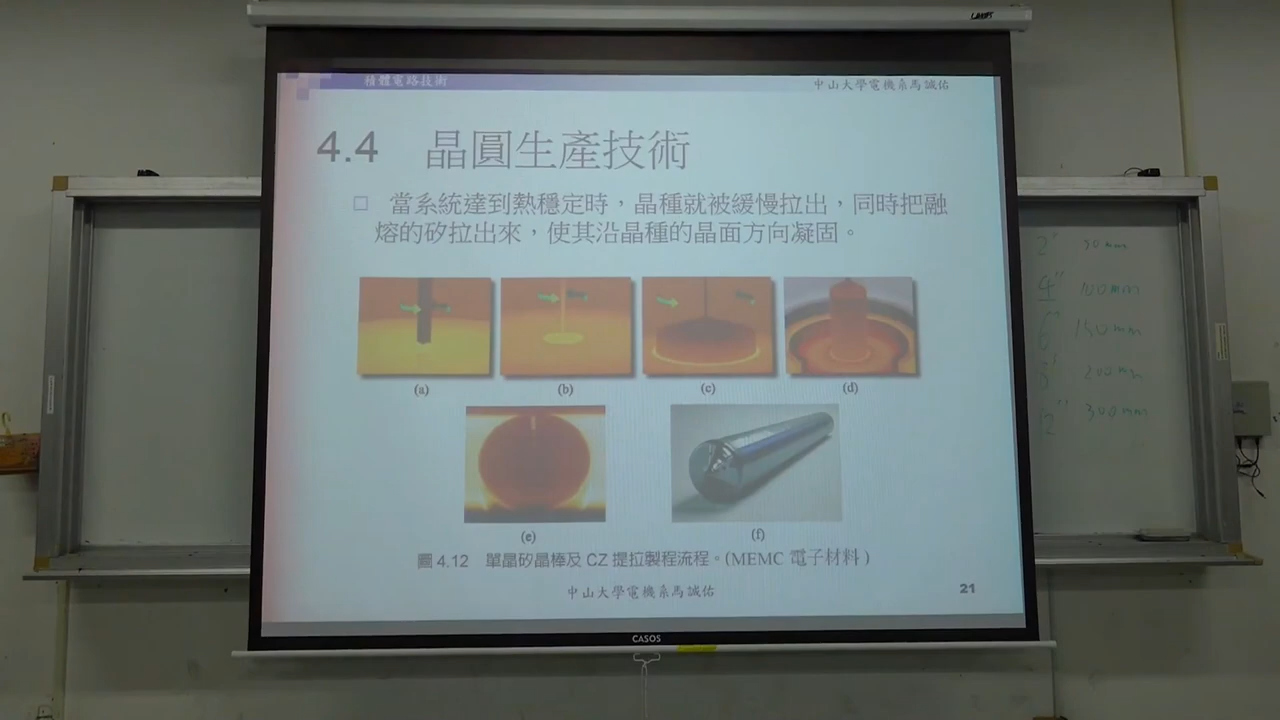 積體電路技術
中山大學電機系馬誠佑
4.4 晶圓生產技術
當系統達到熱穩定時，晶種就被緩慢拉出，同時把融
熔的矽拉出來，使其沿晶種的晶面方向凝固。
(a) (b) (c) (d)
(e) (f)
圖 4.12 單晶矽晶棒及 CZ 提拉製程流程。(MEMC 電子材料)
中山大學電機系馬誠佑
21
CASOS
2" 50mm
4" 100mm
6" 150mm
200mm
12" 300mm